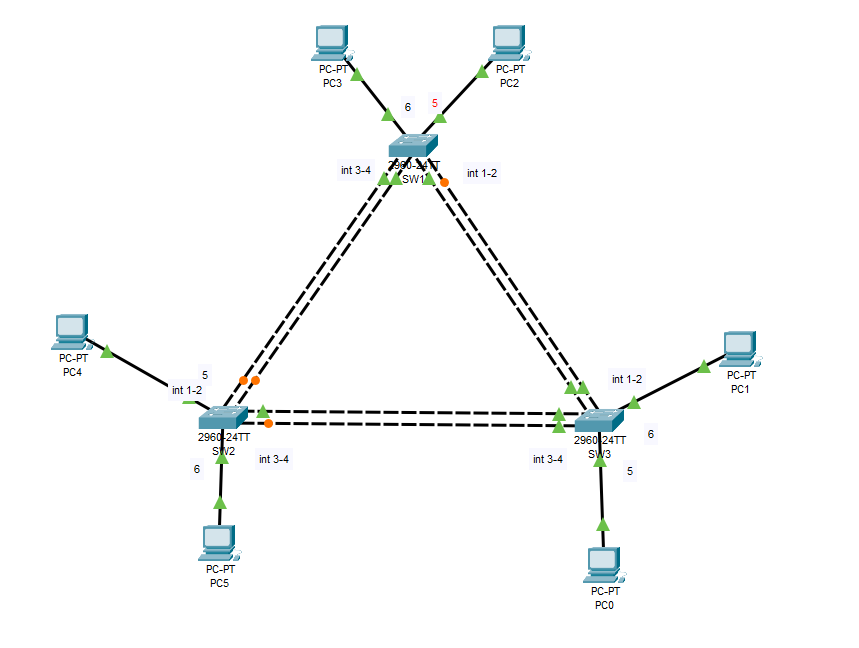 PC-PT
PC3
PC-PT
PC2
6
5
int 3-4
2960-24TT
SW1
int 1-2
PC-PT
PC4
5
int 1-2
int 1-2
PC-PT
PC1
2960-24TT
SW2
2960-24TT
SW3
6
6
int 3-4
int 3-4
5
PC-PT
PC5
PC-PT
PC0